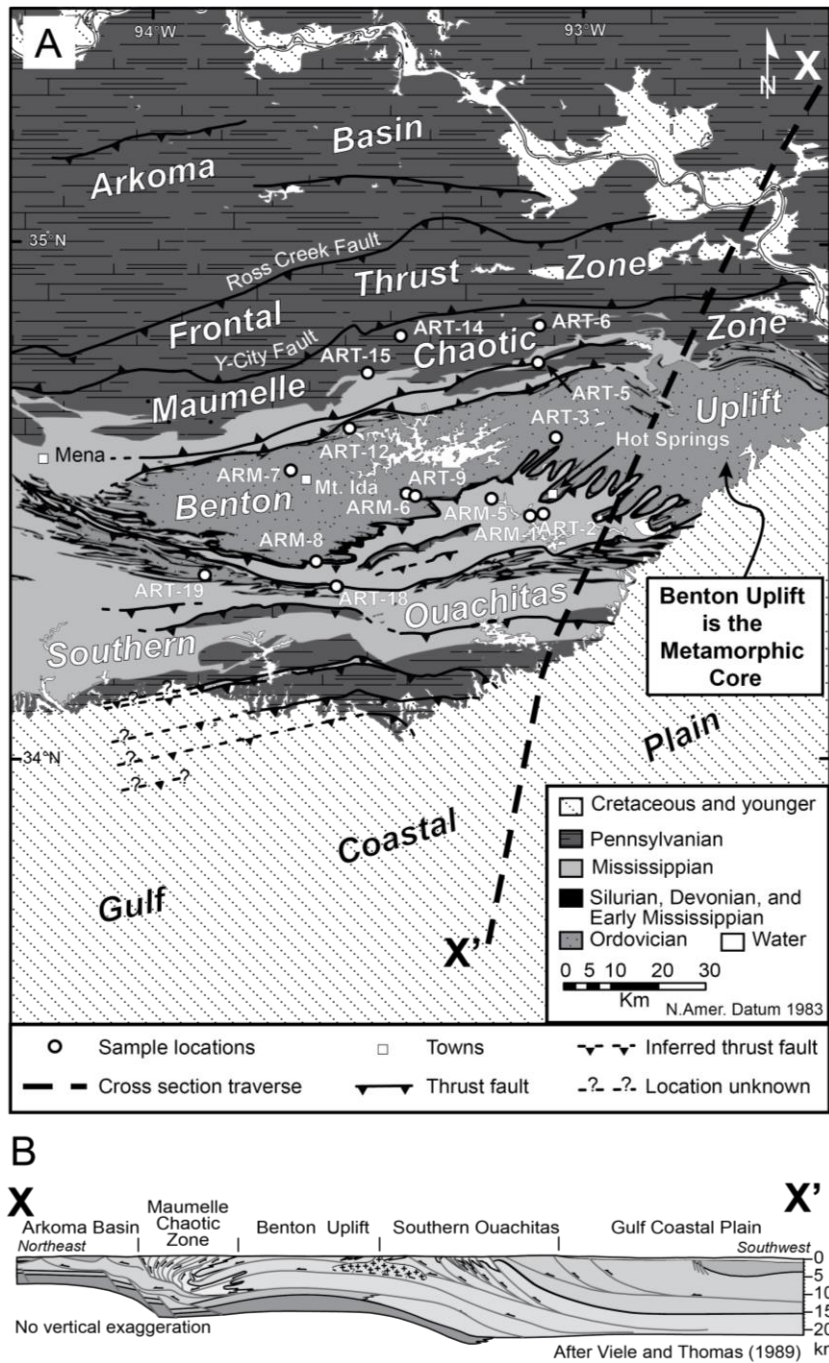 A
94°W
93°W
N
X
Arkoma
Basin
35°N
Ross Creek Fault
Thrust
Zone
Frontal
Y-City Fault
ART-14
ART-6
ART-15
Chaotic
Zone
Maumelle
ART-5
ART-3
Uplift
Mena
ART-12
Hot Springs
ARM-7
Mt. Ida
ART-9
Benton
ARM-6
ARM-5
ARM-1
ART-2
ARM-8
ART-19
ART-18
Ouachitas
Southern
Benton Uplift
is the
Metamorphic
Core
?
?
?
?
?
34°N
Plain
Coastal
Gulf
X'
Cretaceous and younger
Pennsylvanian
Mississippian
Silurian, Devonian, and
Early Mississippian
Ordovician
Water
0 5 10 20 30
Km
N.Amer. Datum 1983
Sample locations
Towns
Inferred thrust fault
Cross section traverse
Thrust fault
? ? Location unknown
B
X
X'
Arkoma Basin
Maumelle
Chaotic
Zone
Benton Uplift
Southern Ouachitas
Gulf Coastal Plain
Northeast
Southwest
0
5
10
15
20
km
No vertical exaggeration
After Viele and Thomas (1989)